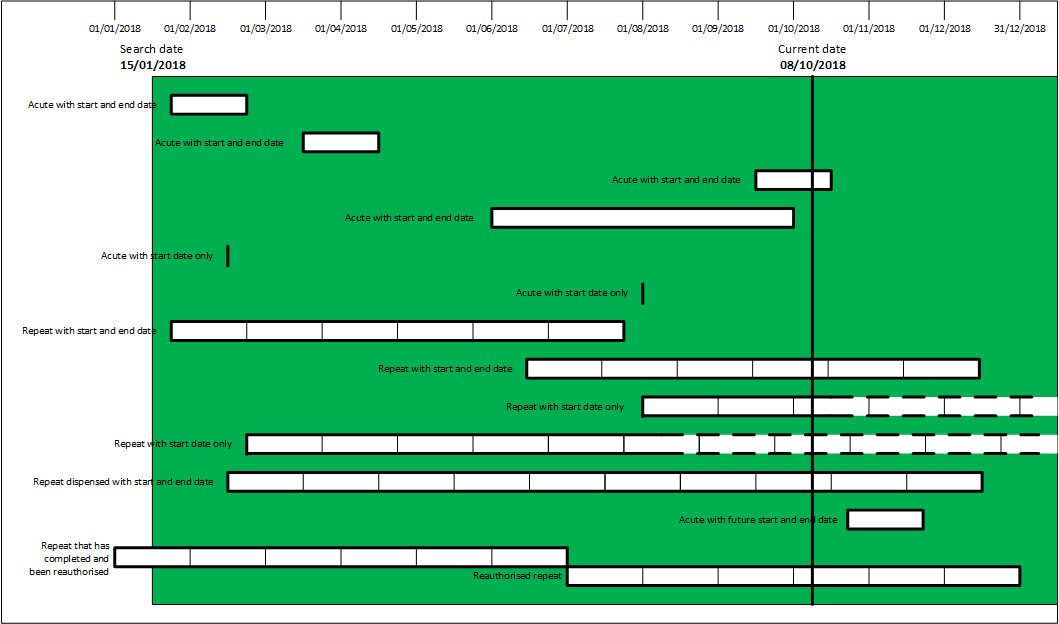 01/01/2018 01/02/2018 01/03/2018 01/04/2018 01/05/2018 01/06/2018 01/07/2018 01/08/2018 01/09/2018 01/10/2018 01/11/2018 01/12/2018 31/12/2018
Search date
15/01/2018
Current date
08/10/2018
Acute with start and end date
Acute with start and end date
Acute with start and end date
Acute with start and end date
Acute with start date only
Acute with start date only
Repeat with start and end date
Repeat with start and end date
Repeat with start date only
Repeat with start date only
Repeat dispensed with start and end date
Acute with future start and end date
Repeat that has
completed and
been reauthorised
Reauthorised repeat